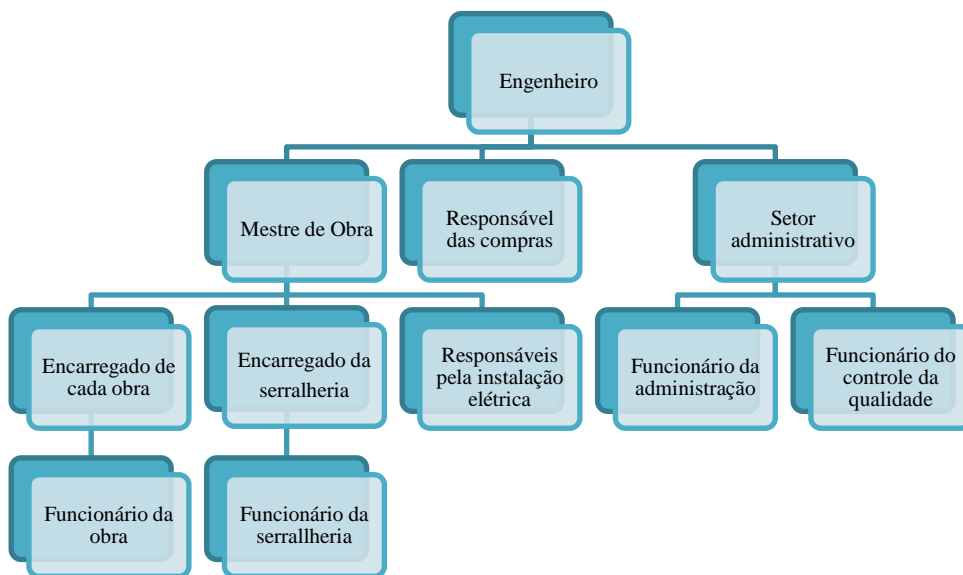 Engenheiro
Mestre de Obra
Responsável
das compras
Setor
administrativo
Encarregado de
cada obra
Encarregado da
serralheria
Responsáveis
pela instalação
elétrica
Funcionário da
administração
Funcionário do
controle da
qualidade
Funcionário da
obra
Funcionário da
serrallheria